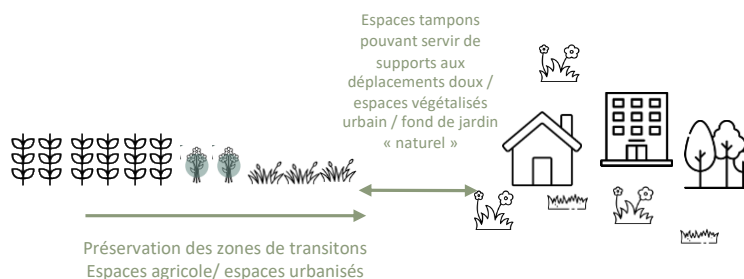 Espaces tampons
pouvant servir de
supports aux
déplacements doux /
espaces végétalisés
urbain / fond de jardin
« naturel »
Préservation des zones de transitons
Espaces agricole/ espaces urbanisés